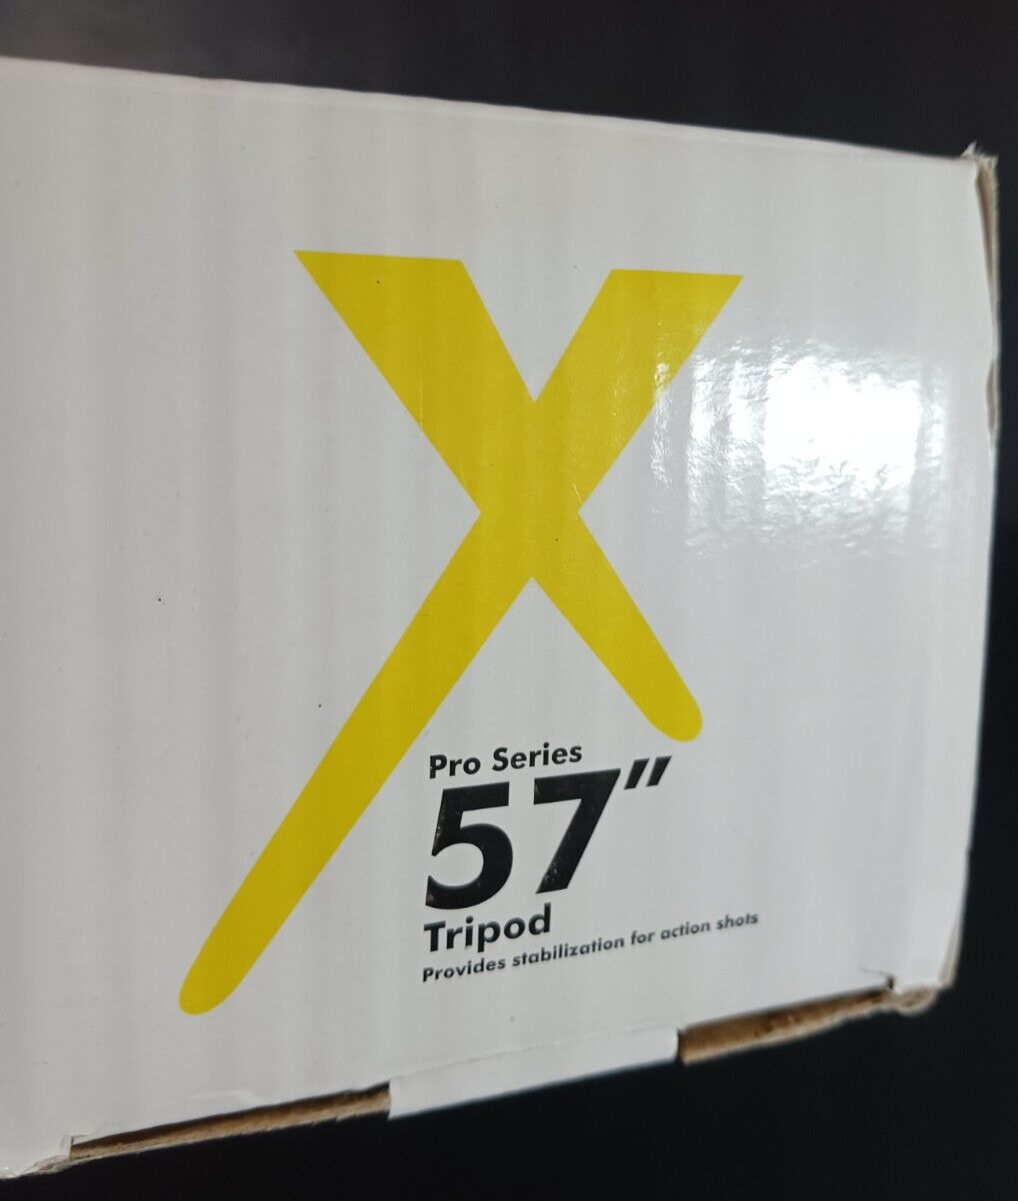 X
Pro Series
57"
Tripod
Provides stabilization for action shots